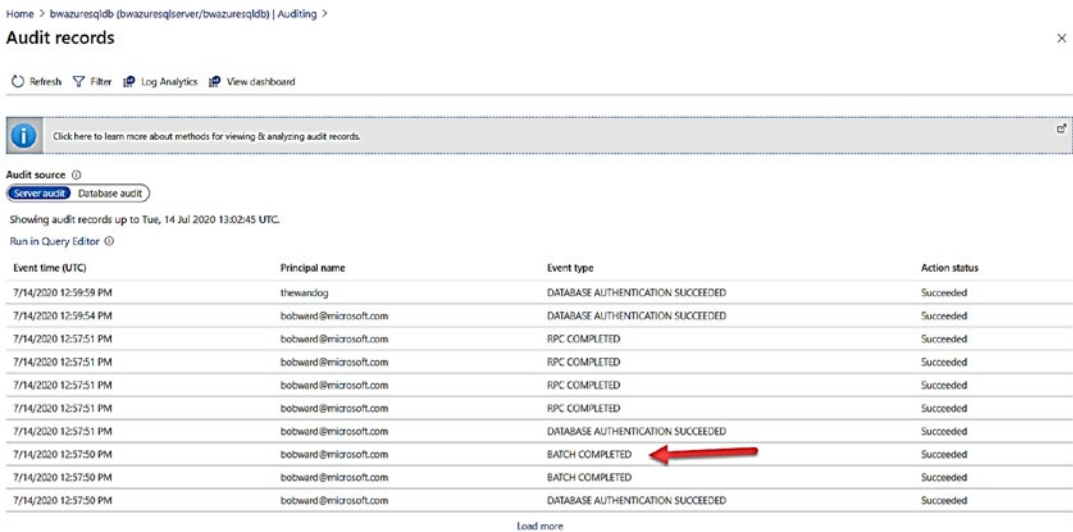 Home > bwazuresqldb (bwazuresqlserver/bwazuresqldb) | Auditing >
Audit records
Refresh Filter Log Analytics View dashboard
Click here to learn more about methods for viewing & analyzing audit records.
Audit source
Server audit Database audit
Showing audit records up to Tue, 14 Jul 2020 13:02:45 UTC.
Run in Query Editor
Event time (UTC) Principal name Event type Action status
7/14/2020 12:59:59 PM thewandog DATABASE AUTHENTICATION SUCCEEDED Succeeded
7/14/2020 12:59:54 PM bobward@microsoft.com DATABASE AUTHENTICATION SUCCEEDED Succeeded
7/14/2020 12:57:51 PM bobward@microsoft.com RPC COMPLETED Succeeded
7/14/2020 12:57:51 PM bobward@microsoft.com RPC COMPLETED Succeeded
7/14/2020 12:57:51 PM bobward@microsoft.com RPC COMPLETED Succeeded
7/14/2020 12:57:51 PM bobward@microsoft.com RPC COMPLETED Succeeded
7/14/2020 12:57:51 PM bobward@microsoft.com DATABASE AUTHENTICATION SUCCEEDED Succeeded
7/14/2020 12:57:50 PM bobward@microsoft.com BATCH COMPLETED Succeeded
7/14/2020 12:57:50 PM bobward@microsoft.com BATCH COMPLETED Succeeded
7/14/2020 12:57:50 PM bobward@microsoft.com DATABASE AUTHENTICATION SUCCEEDED Succeeded
Load more